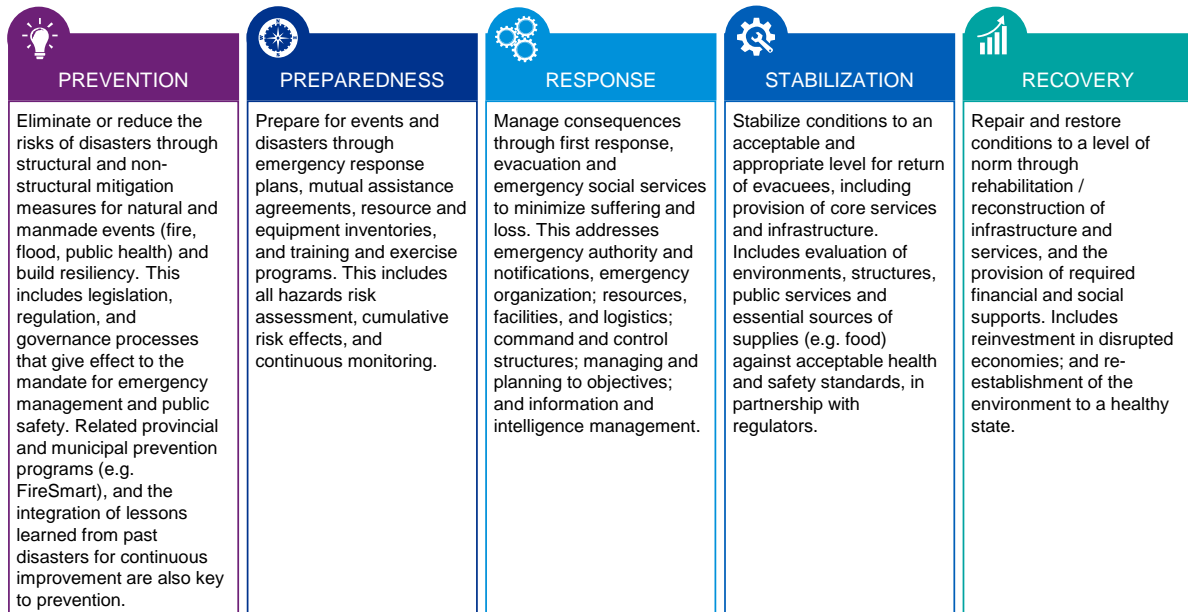 PREVENTION
Eliminate or reduce the
risks of disasters through
structural and non-
structural mitigation
measures for natural and
manmade events (fire,
flood, public health) and
build resiliency. This
includes legislation,
regulation, and
governance processes
that give effect to the
mandate for emergency
management and public
safety. Related provincial
and municipal prevention
programs (e.g.
FireSmart), and the
integration of lessons
learned from past
disasters for continuous
improvement are also key
to prevention.
PREPAREDNESS
Prepare for events and
disasters through
emergency response
plans, mutual assistance
agreements, resource and
equipment inventories,
and training and exercise
programs. This includes
all hazards risk
assessment, cumulative
risk effects, and
continuous monitoring.
RESPONSE
Manage consequences
through first response,
evacuation and
emergency social services
to minimize suffering and
loss. This addresses
emergency authority and
notifications, emergency
organization; resources,
facilities, and logistics;
command and control
structures; managing and
planning to objectives;
and information and
intelligence management.
STABILIZATION
Stabilize conditions to an
acceptable and
appropriate level for return
of evacuees, including
provision of core services
and infrastructure.
Includes evaluation of
environments, structures,
public services and
essential sources of
supplies (e.g. food)
against acceptable health
and safety standards, in
partnership with
regulators.
RECOVERY
Repair and restore
conditions to a level of
norm through
rehabilitation /
reconstruction of
infrastructure and
services, and the
provision of required
financial and social
supports. Includes
reinvestment in disrupted
economies; and re-
establishment of the
environment to a healthy
state.